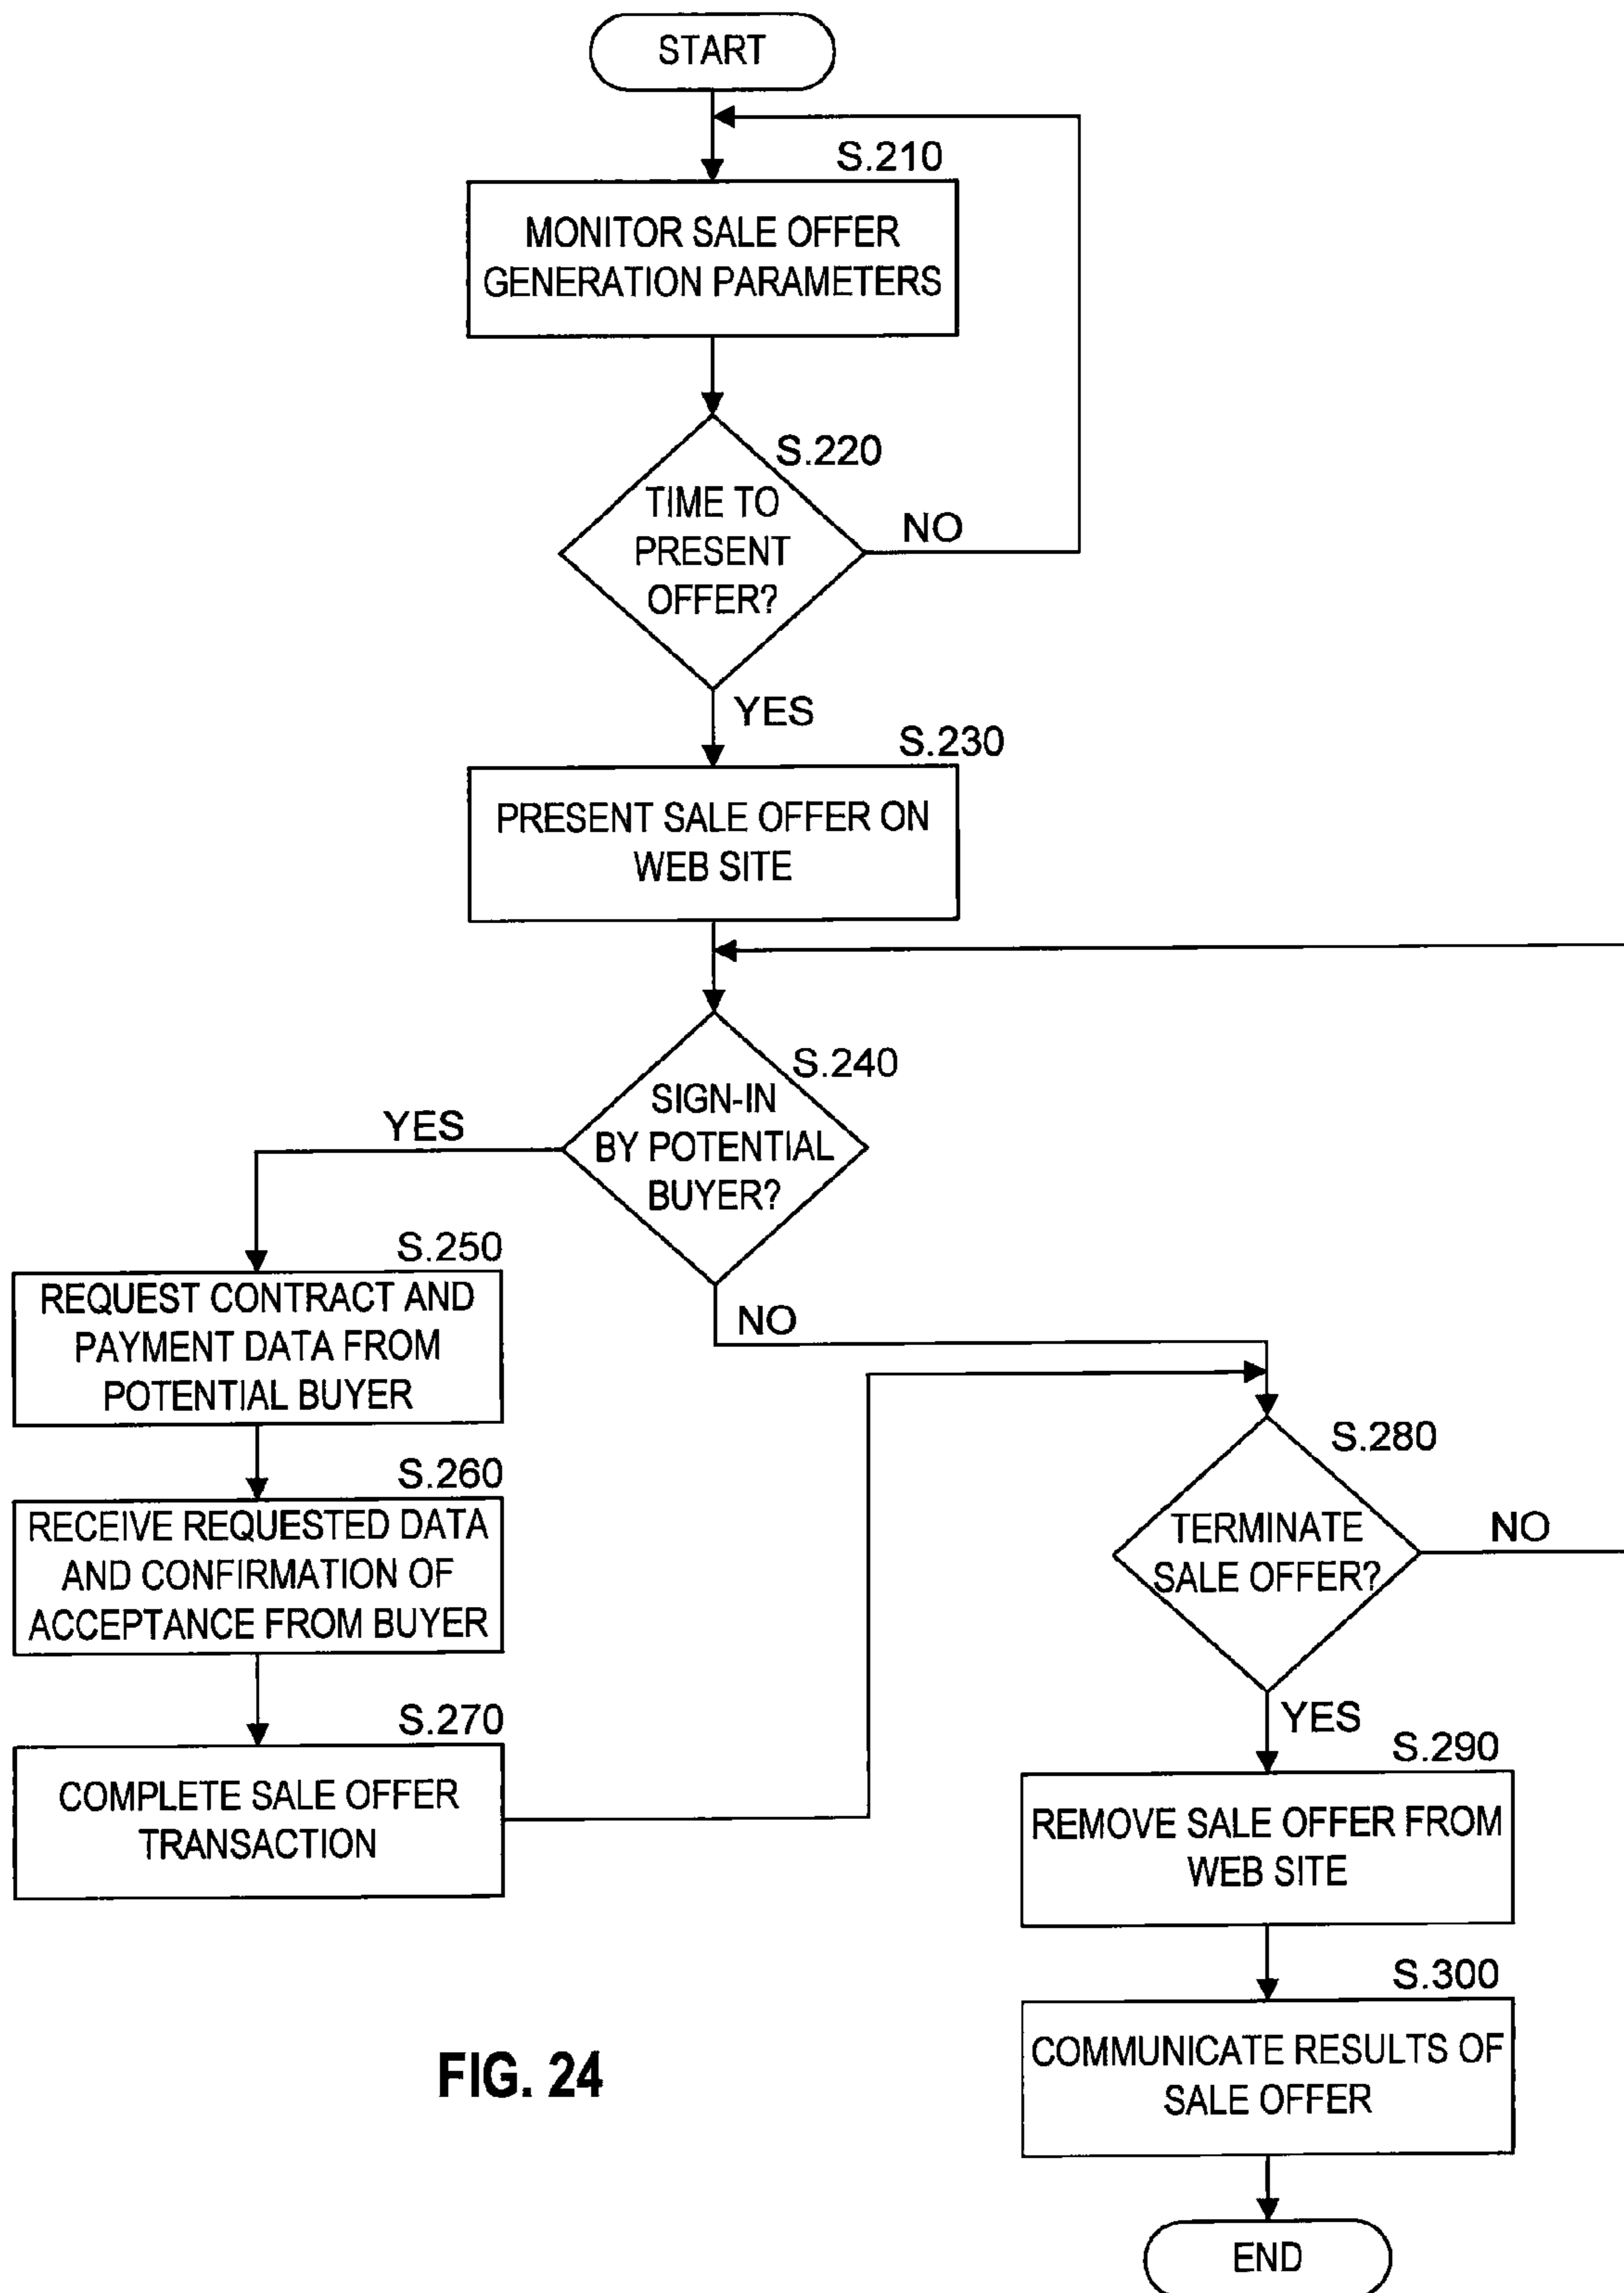 START
S.210
MONITOR SALE OFFER
GENERATION PARAMETERS
S.220
TIME TO
PRESENT
OFFER?
NO
YES
S.230
PRESENT SALE OFFER ON
WEB SITE
S.240
SIGN-IN
BY POTENTIAL
BUYER?
YES
NO
S.250
REQUEST CONTRACT AND
PAYMENT DATA FROM
POTENTIAL BUYER
S.260
RECEIVE REQUESTED DATA
AND CONFIRMATION OF
ACCEPTANCE FROM BUYER
S.270
COMPLETE SALE OFFER
TRANSACTION
S.280
TERMINATE
SALE OFFER?
NO
YES
S.290
REMOVE SALE OFFER FROM
WEB SITE
S.300
COMMUNICATE RESULTS OF
SALE OFFER
END
FIG. 24